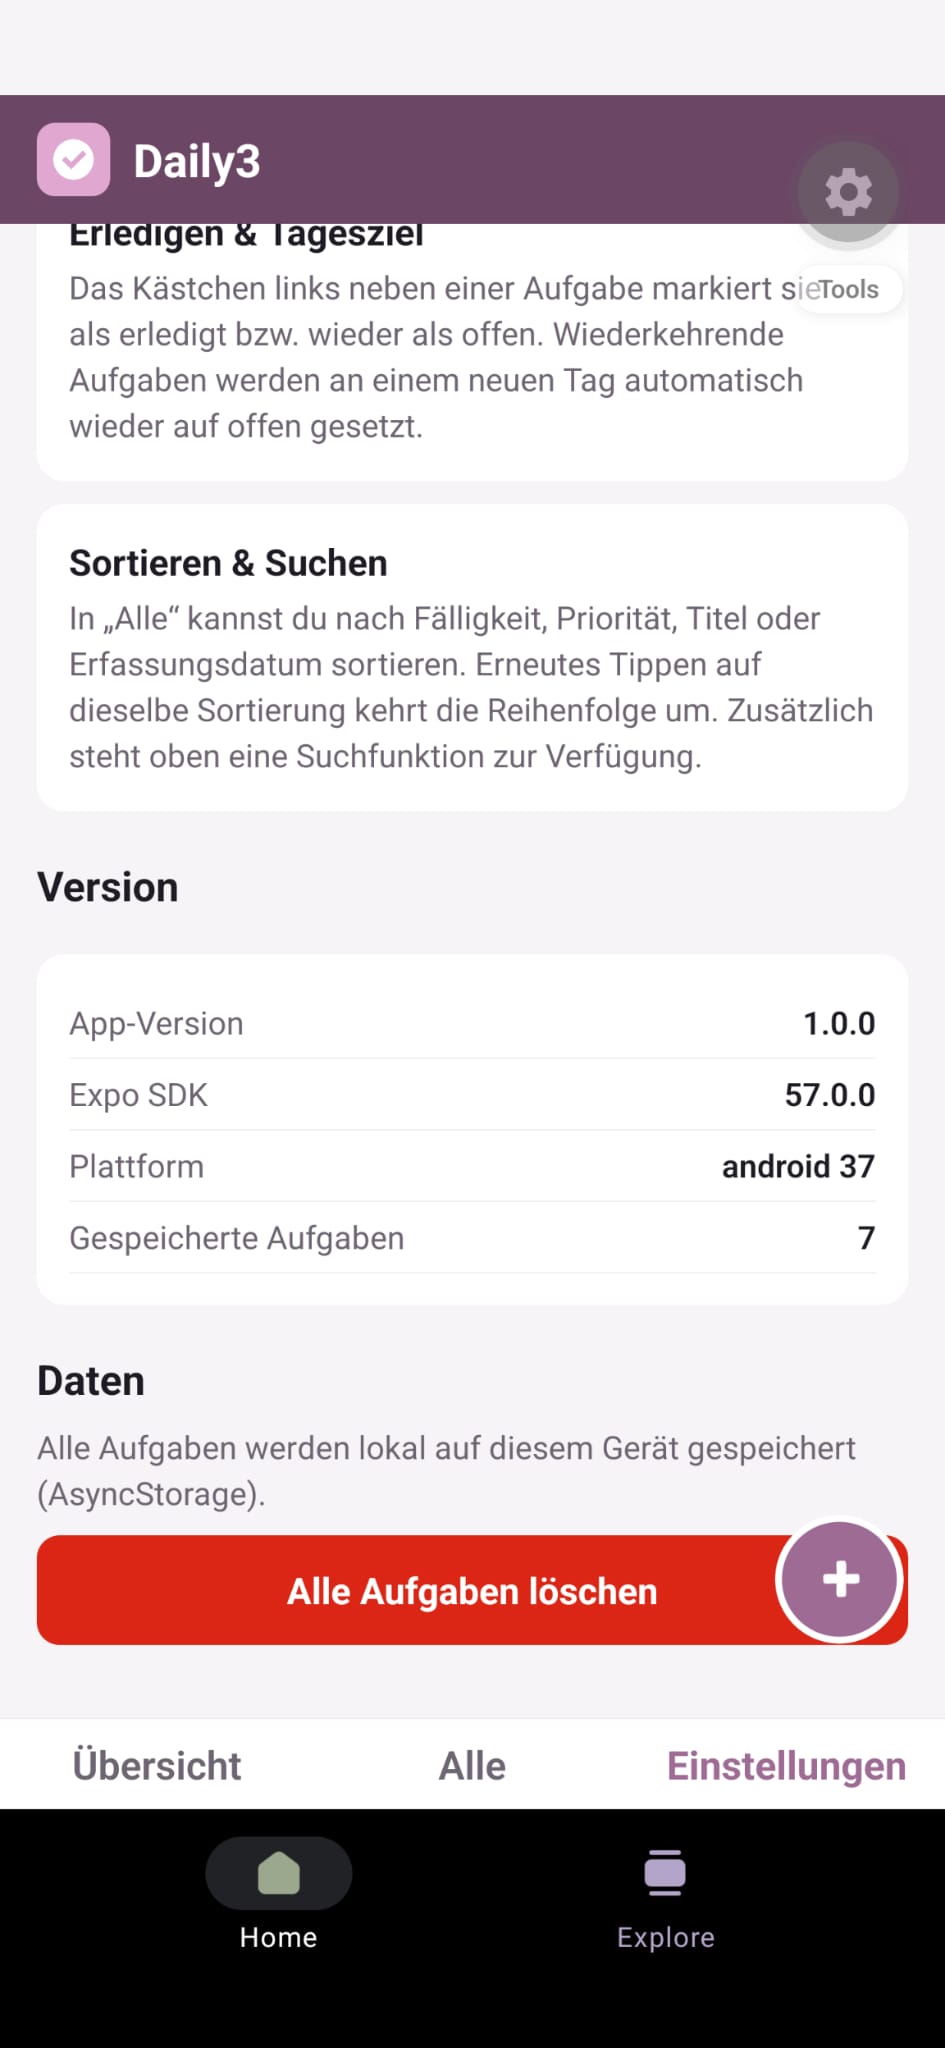 Daily3
Erledigen & Tagesziel
Das Kästchen links neben einer Aufgabe markiert sie
Tools
als erledigt bzw. wieder als offen. Wiederkehrende
Aufgaben werden an einem neuen Tag automatisch
wieder auf offen gesetzt.
Sortieren & Suchen
In „Alle“ kannst du nach Fälligkeit, Priorität, Titel oder
Erfassungsdatum sortieren. Erneutes Tippen auf
dieselbe Sortierung kehrt die Reihenfolge um. Zusätzlich
steht oben eine Suchfunktion zur Verfügung.
Version
App-Version 1.0.0
Expo SDK 57.0.0
Plattform android 37
Gespeicherte Aufgaben 7
Daten
Alle Aufgaben werden lokal auf diesem Gerät gespeichert
(AsyncStorage).
Alle Aufgaben löschen
Übersicht Alle Einstellungen
Home Explore